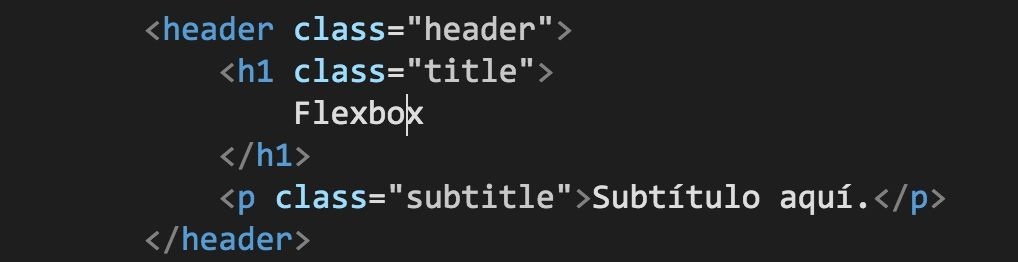 <header class="header">
<h1 class="title">
Flexbox
</h1>
<p class="subtitle">Subtítulo aquí.</p>
</header>